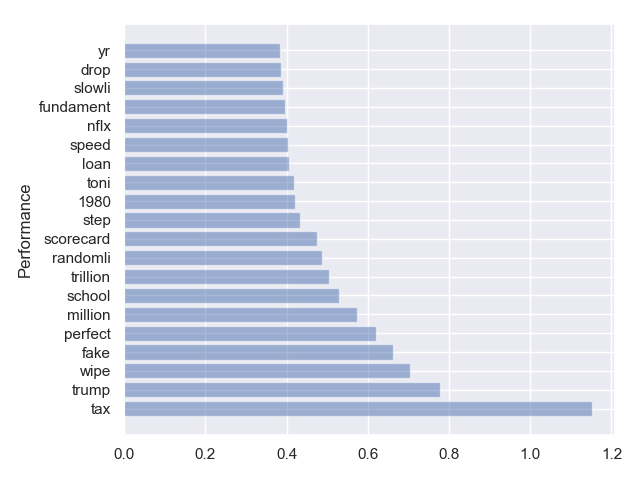 yr
drop
slowli
fundament
nflx
speed
loan
toni
1980
step
scorecard
randomli
trillion
school
million
perfect
fake
wipe
trump
tax
Performance
0.0 0.2 0.4 0.6 0.8 1.0 1.2